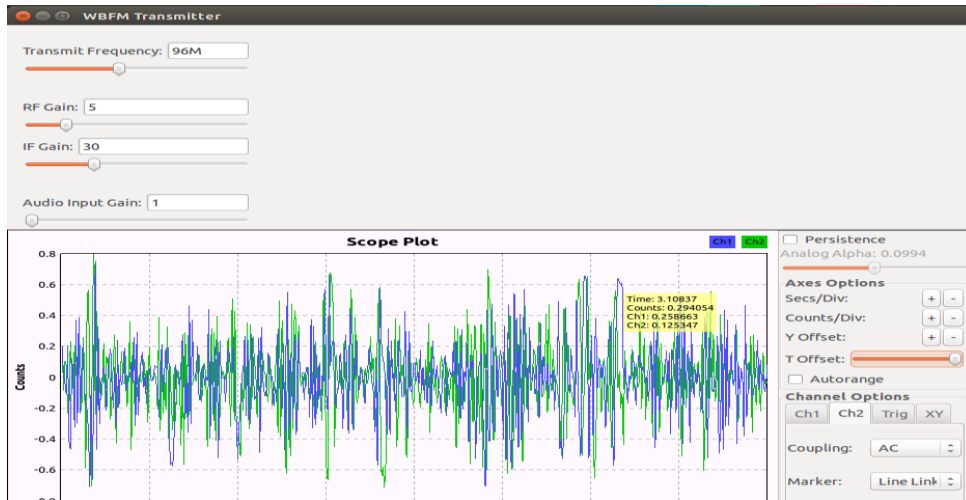 WBFM Transmitter
Transmit Frequency: 96M
RF Gain: 5
IF Gain: 30
Audio Input Gain: 1
Scope Plot
Ch1 Ch2
0.8
0.6
0.4
0.2
0
-0.2
-0.4
-0.6
Counts
Time: 3.10837
Counts: 0.294054
Ch1: 0.258663
Ch2: 0.125347
Persistence
Analog Alpha: 0.0994
Axes Options
Secs/Div: + -
Counts/Div: + -
Y Offset: + -
T Offset:
Autorange
Channel Options
Ch1 Ch2 Trig XY
Coupling: AC
Marker: Line Link